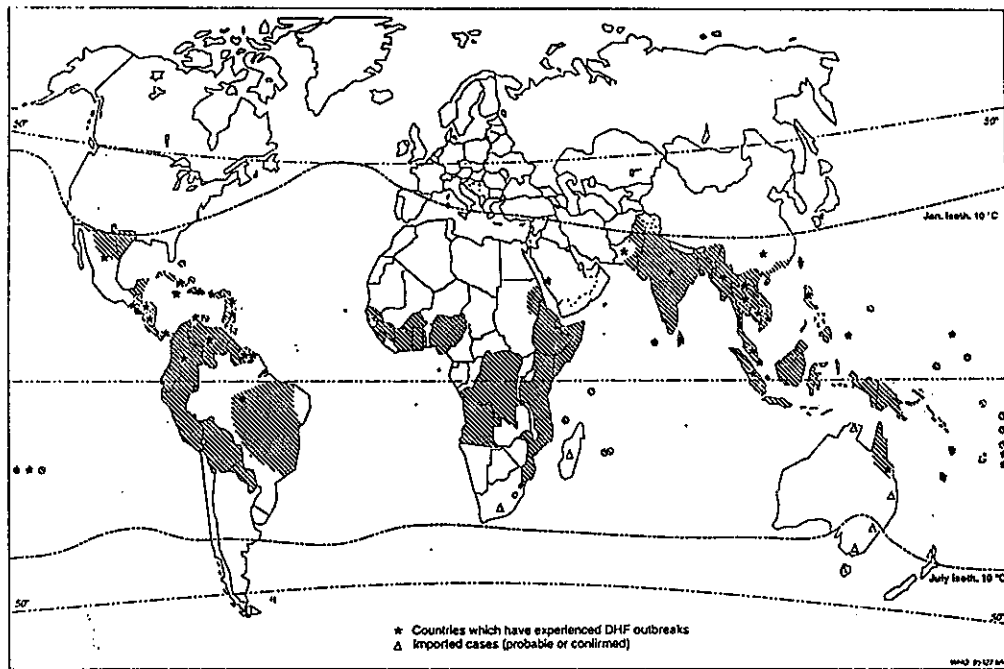 50°
50°
Jan. Isoth. 10 °C
July Isoth. 10 °C
50°
50°
★ Countries which have experienced DHF outbreaks
△ Imported cases (probable or confirmed)